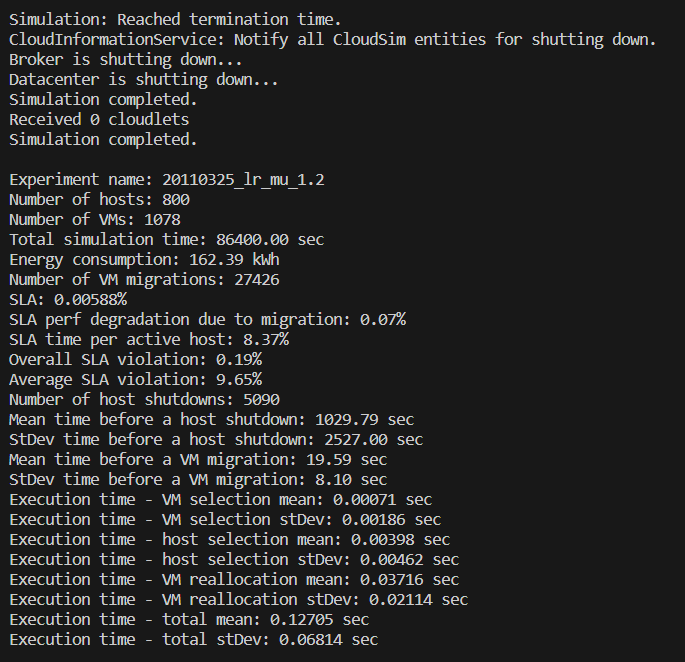 Simulation: Reached termination time.
CloudInformationService: Notify all CloudSim entities for shutting down.
Broker is shutting down...
Datacenter is shutting down...
Simulation completed.
Received 0 cloudlets
Simulation completed.
Experiment name: 20110325_lr_mu_1.2
Number of hosts: 800
Number of VMs: 1078
Total simulation time: 86400.00 sec
Energy consumption: 162.39 kWh
Number of VM migrations: 27426
SLA: 0.00588%
SLA perf degradation due to migration: 0.07%
SLA time per active host: 8.37%
Overall SLA violation: 0.19%
Average SLA violation: 9.65%
Number of host shutdowns: 5090
Mean time before a host shutdown: 1029.79 sec
StDev time before a host shutdown: 2527.00 sec
Mean time before a VM migration: 19.59 sec
StDev time before a VM migration: 8.10 sec
Execution time - VM selection mean: 0.00071 sec
Execution time - VM selection stDev: 0.00186 sec
Execution time - host selection mean: 0.00398 sec
Execution time - host selection stDev: 0.00462 sec
Execution time - VM reallocation mean: 0.03716 sec
Execution time - VM reallocation stDev: 0.02114 sec
Execution time - total mean: 0.12705 sec
Execution time - total stDev: 0.06814 sec